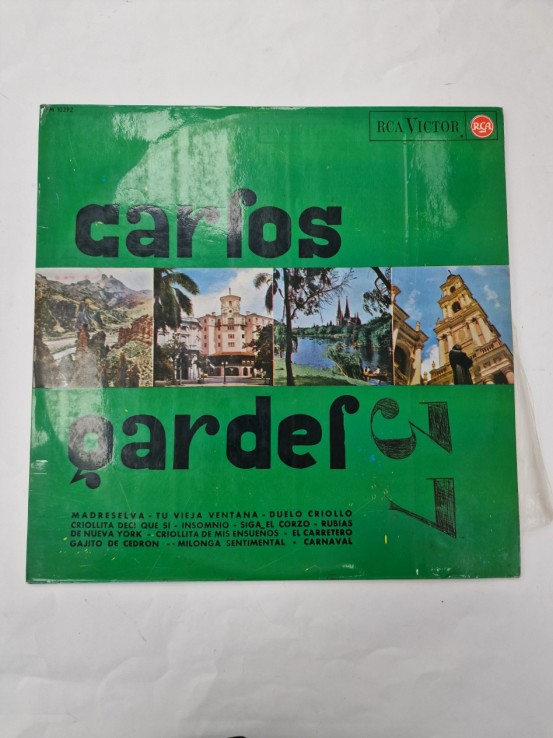 RCA VICTOR RCA
carlos
gardel
MADRESELVA - TU VIEJA VENTANA - DUELO CRIOLLO
CRIOLLITA DECI QUE SI - INSOMNIO - SIGA EL CORZO - RUBIAS
DE NUEVA YORK - CRIOLLITA DE MIS ENSUEÑOS - EL CARRETERO
GAJITO DE CEDRON - - MILONGA SENTIMENTAL - CARNAVAL